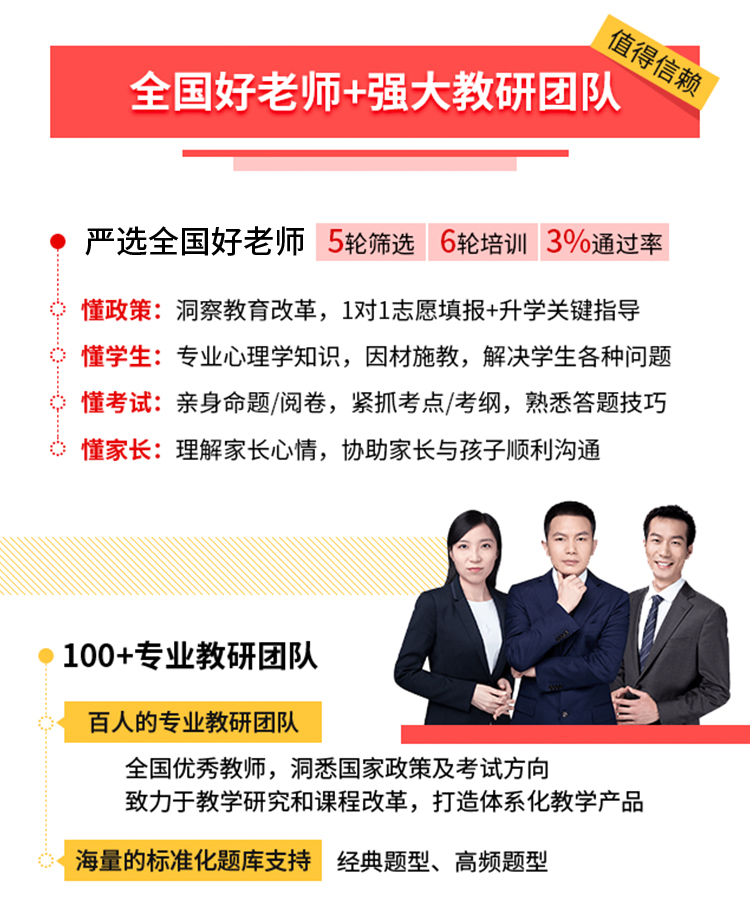 值得信赖
全国好老师+强大教研团队
严选全国好老师 5轮筛选 6轮培训 3%通过率
懂政策：洞察教育改革，1对1志愿填报+升学关键指导
懂学生：专业心理学知识，因材施教，解决学生各种问题
懂考试：亲身命题/阅卷，紧抓考点/考纲，熟悉答题技巧
懂家长：理解家长心情，协助家长与孩子顺利沟通
100+专业教研团队
百人的专业教研团队
全国优秀教师，洞悉国家政策及考试方向
致力于教学研究和课程改革，打造体系化教学产品
海量的标准化题库支持 经典题型、高频题型